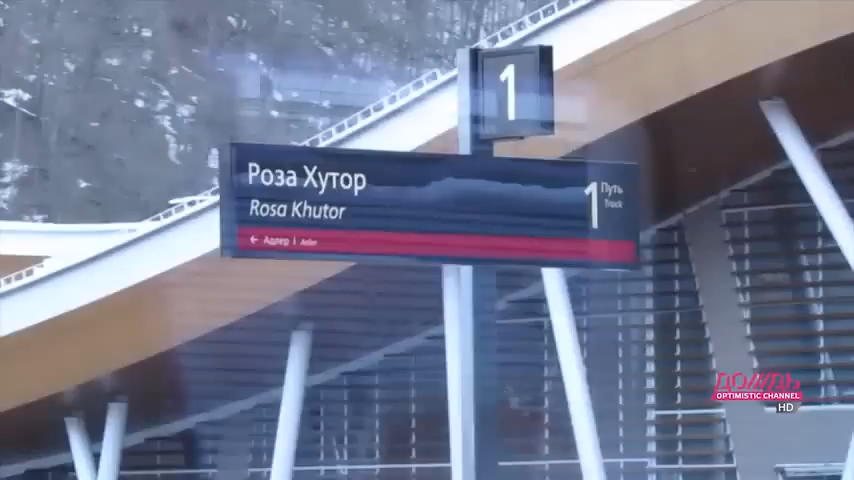 1
Роза Хутор
Rosa Khutor
1 Путь
Track
← Адлер | Adler
ДОЖДЬ
OPTIMISTIC CHANNEL
HD